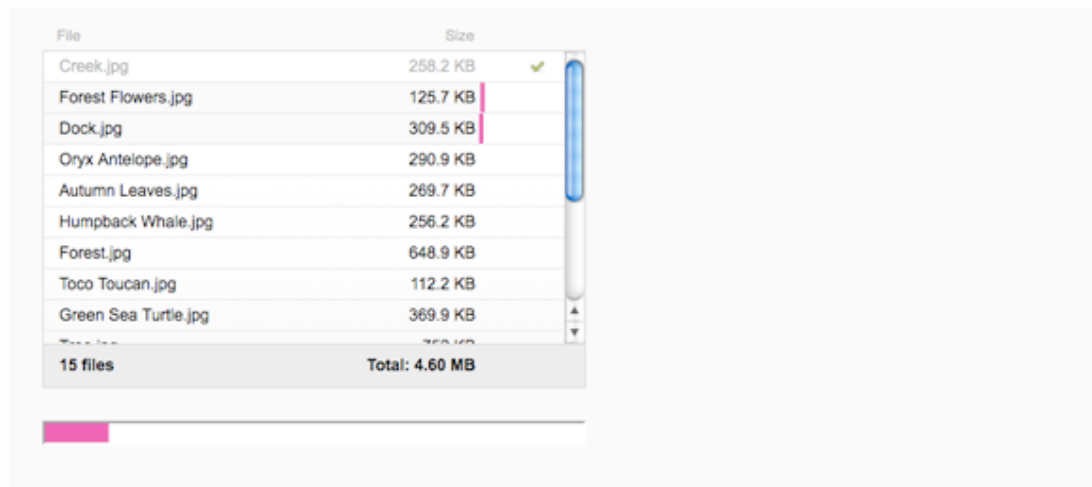 File Size
Creek.jpg 258.2 KB
Forest Flowers.jpg 125.7 KB
Dock.jpg 309.5 KB
Oryx Antelope.jpg 290.9 KB
Autumn Leaves.jpg 269.7 KB
Humpback Whale.jpg 256.2 KB
Forest.jpg 648.9 KB
Toco Toucan.jpg 112.2 KB
Green Sea Turtle.jpg 369.9 KB
15 files Total: 4.60 MB